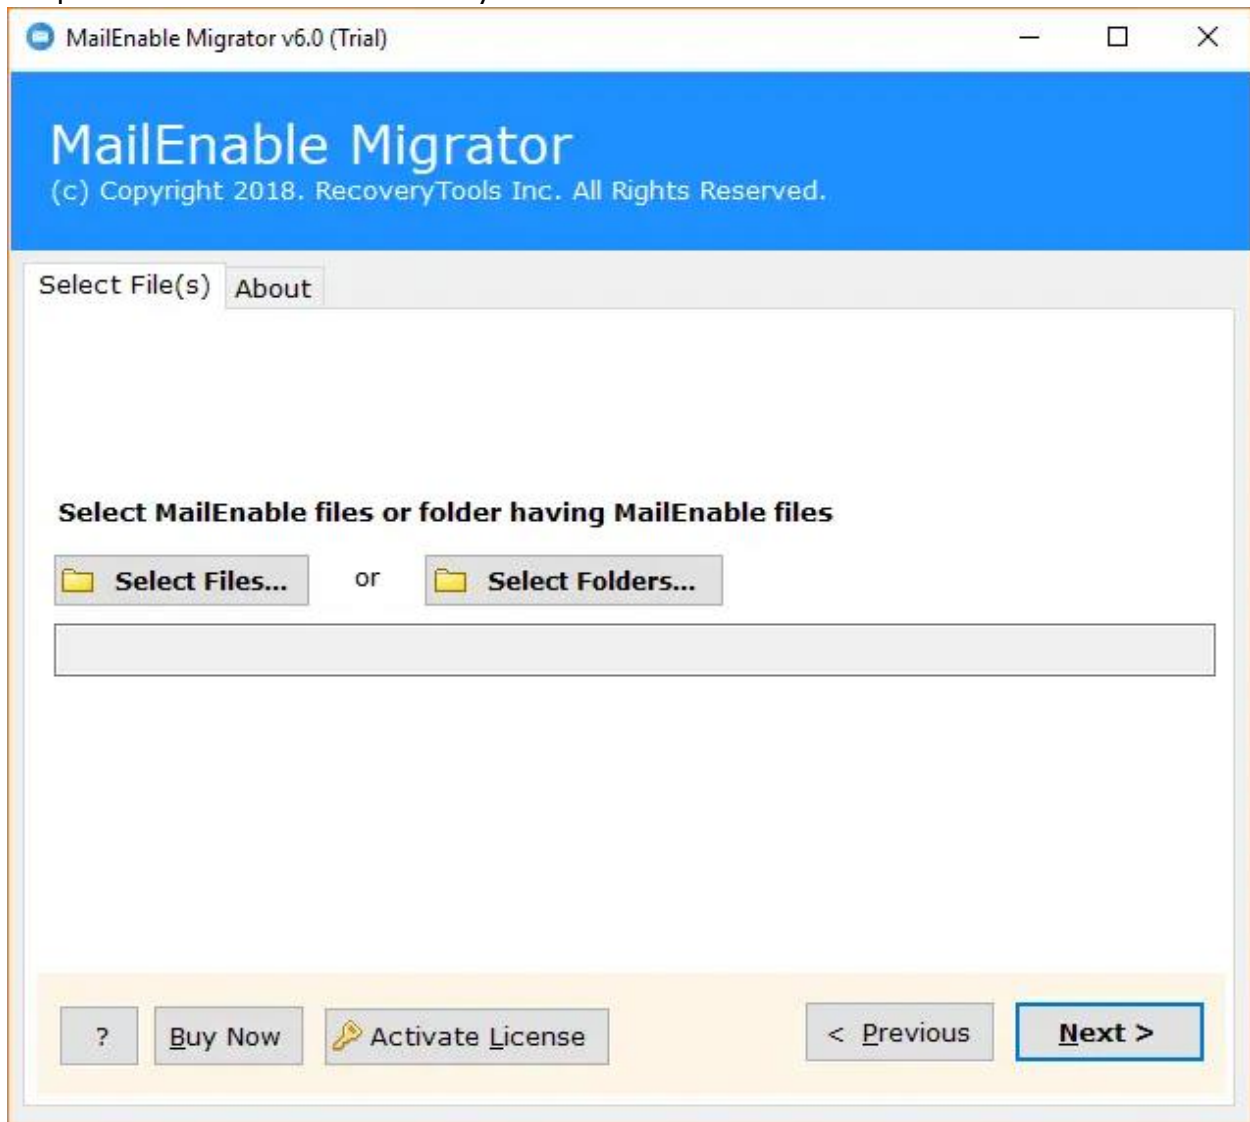 MailEnable Migrator v6.0 (Trial)
MailEnable Migrator
(c) Copyright 2018. RecoveryTools Inc. All Rights Reserved.
Select File(s) About
Select MailEnable files or folder having MailEnable files
Select Files... or Select Folders...
? Buy Now Activate License < Previous Next >